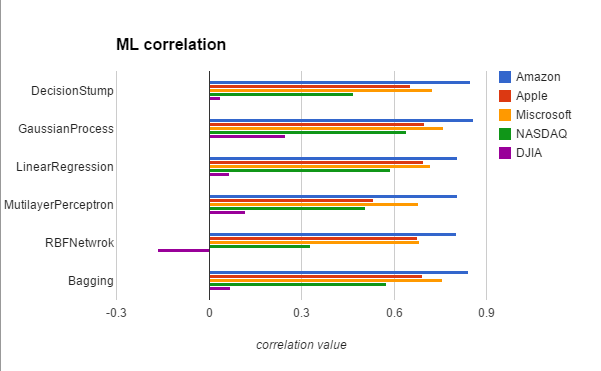 ML correlation
Amazon
Apple
Miscrosoft
NASDAQ
DJIA
DecisionStump
GaussianProcess
LinearRegression
MutilayerPerceptron
RBFNetwrok
Bagging
-0.3 0 0.3 0.6 0.9
correlation value